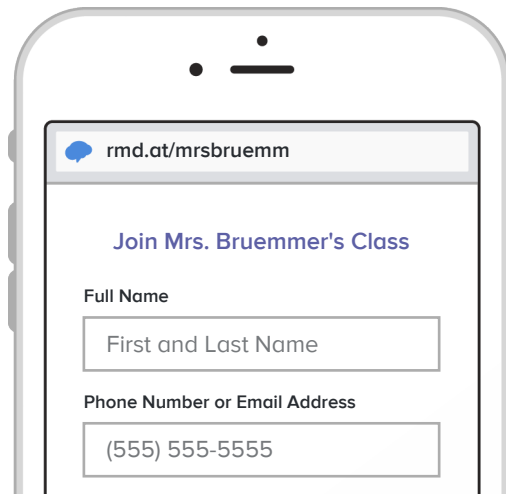 rmd.at/mrsbruemm
Join Mrs. Bruemmer's Class
Full Name
First and Last Name
Phone Number or Email Address
(555) 555-5555